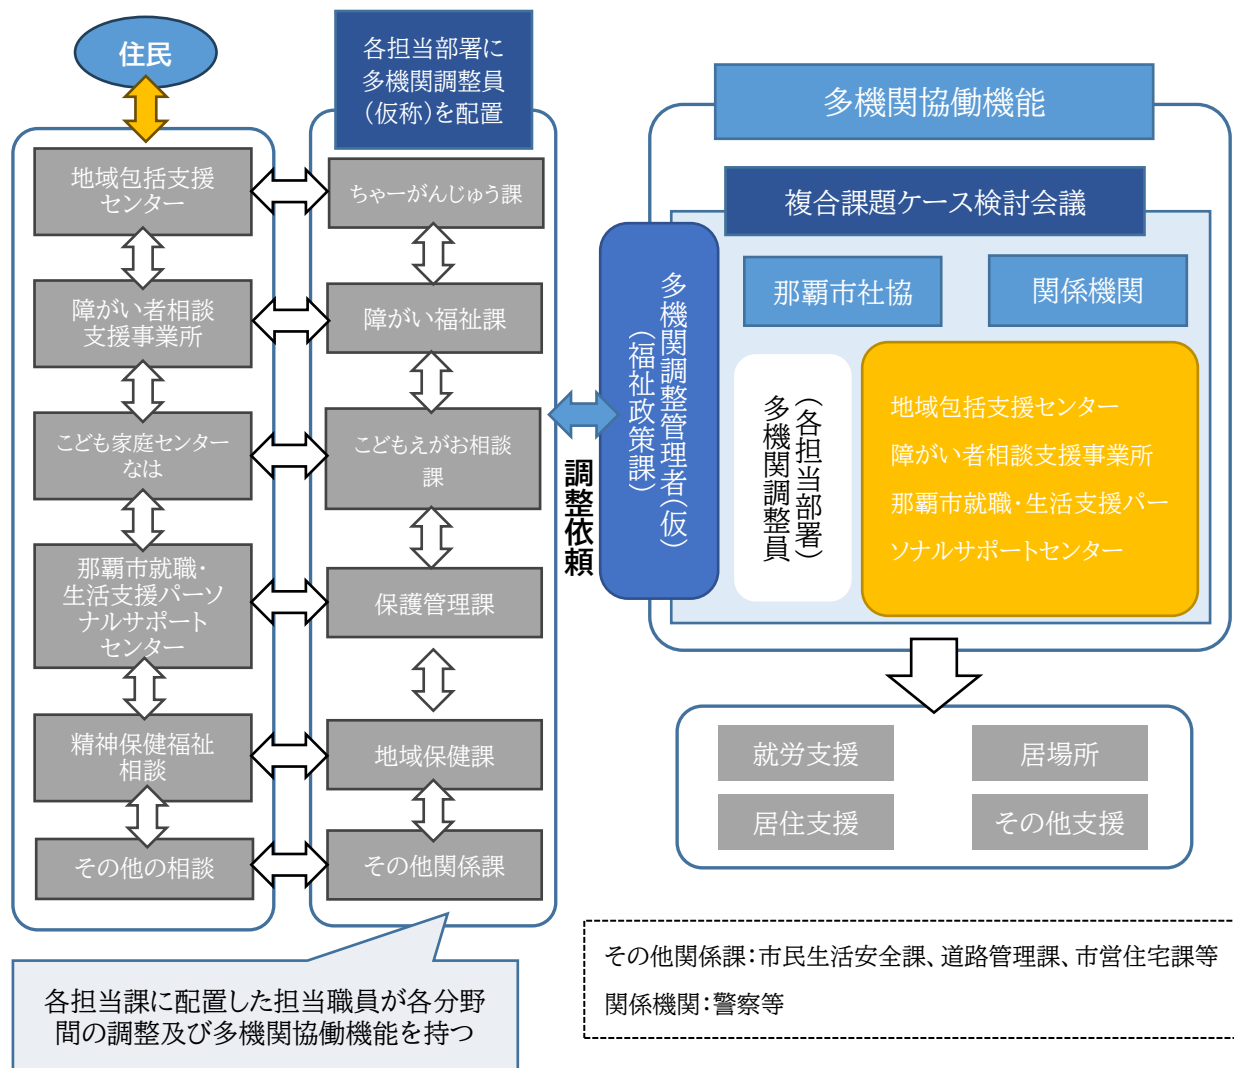 住民
地域包括支援
センター
障がい者相談
支援事業所
こども家庭センター
なは
那覇市就職・
生活支援パーソ
ナルサポート
センター
精神保健福祉
相談
その他の相談
各担当部署に
多機関調整員
（仮称）を配置
ちゃーがんじゅう課
障がい福祉課
こどもえがお相談
課
保護管理課
地域保健課
その他関係課
各担当課に配置した担当職員が各分野
間の調整及び多機関協働機能を持つ
調整依頼
多機関調整管理者（仮）
（福祉政策課）
多機関協働機能
複合課題ケース検討会議
那覇市社協
関係機関
（各担当部署）
多機関調整員
地域包括支援センター
障がい者相談支援事業所
那覇市就職・生活支援パー
ソナルサポートセンター
就労支援
居場所
居住支援
その他支援
その他関係課：市民生活安全課、道路管理課、市営住宅課等
関係機関：警察等